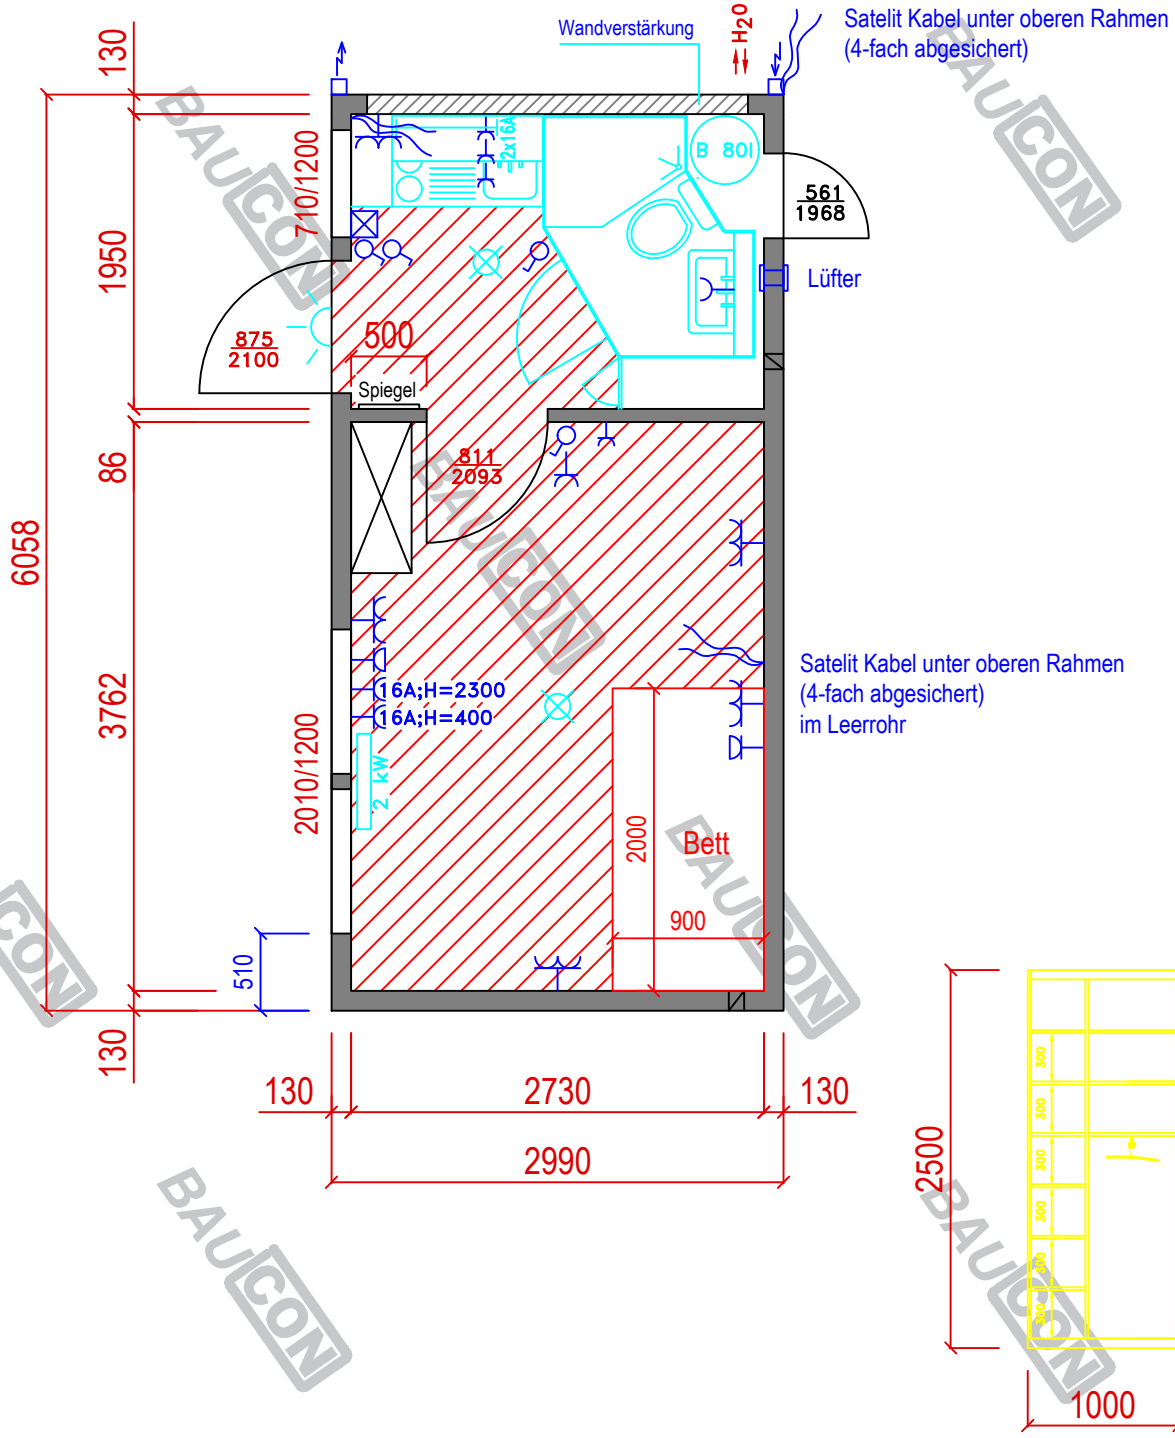 Satelit Kabel unter oberen Rahmen
(4-fach abgesichert)
Wandverstärkung
H20
130
BAUCON
BAUCON
2x16A
B 80l
710/1200
561
1968
1950
Lüfter
875
2100
500
Spiegel
86
811
2093
BAUCON
6058
Satelit Kabel unter oberen Rahmen
(4-fach abgesichert)
im Leerrohr
16A;H=2300
16A;H=400
3762
2010/1200
2 kW
2000
Bett
BAUCON
900
CON
510
130
300
300
300
300
300
300
130
2730
130
2990
2500
BAUCON
BAUCON
1000